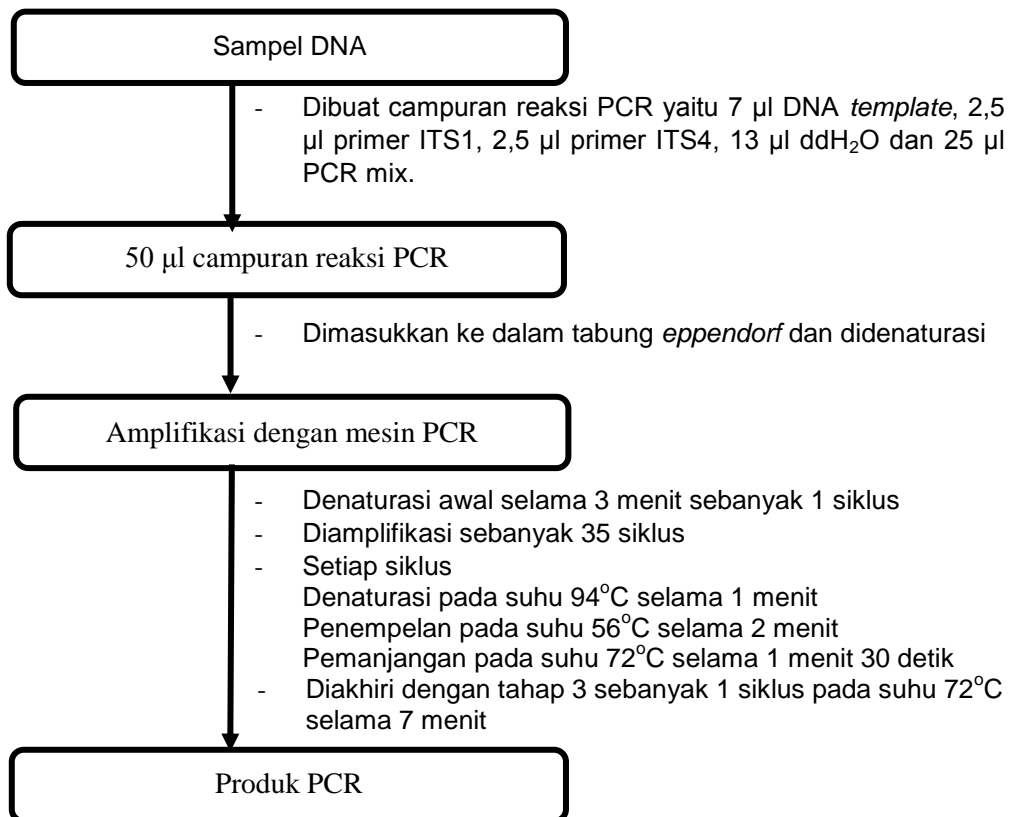 Sampel DNA
- Dibuat campuran reaksi PCR yaitu 7 µl DNA template, 2,5
µl primer ITS1, 2,5 µl primer ITS4, 13 µl ddH₂O dan 25 µl
PCR mix.
50 µl campuran reaksi PCR
- Dimasukkan ke dalam tabung eppendorf dan didenaturasi
Amplifikasi dengan mesin PCR
- Denaturasi awal selama 3 menit sebanyak 1 siklus
- Diamplifikasi sebanyak 35 siklus
- Setiap siklus
Denaturasi pada suhu 94°C selama 1 menit
Penempelan pada suhu 56°C selama 2 menit
Pemanjangan pada suhu 72°C selama 1 menit 30 detik
- Diakhiri dengan tahap 3 sebanyak 1 siklus pada suhu 72°C
selama 7 menit
Produk PCR